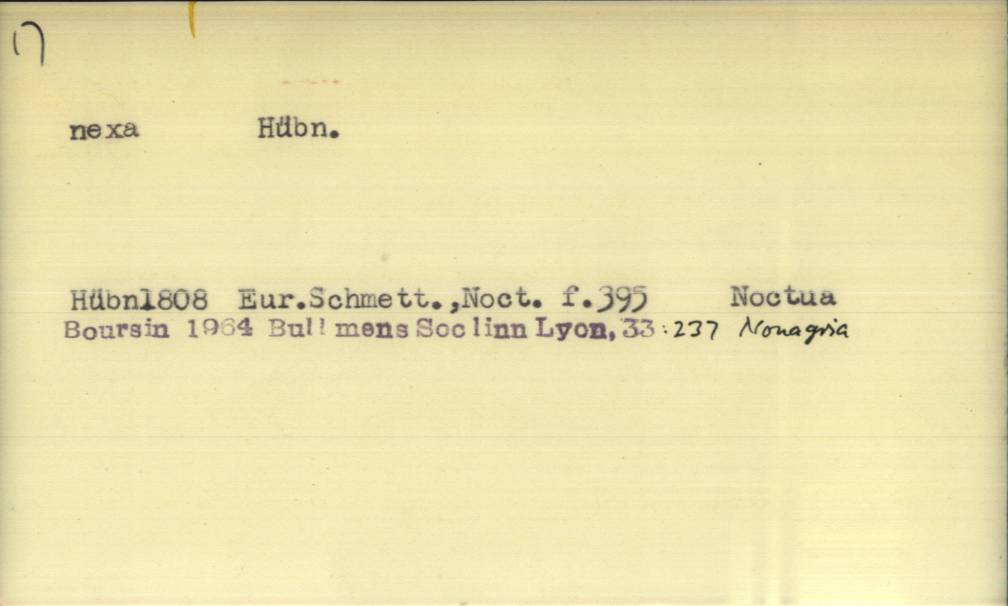 nexa Hübn.
Hübn1808 Eur.Schmett.,Noct. f.395 Noctua
Boursin 1964 Bull mens Soc linn Lyon, 33:237 Nonagria